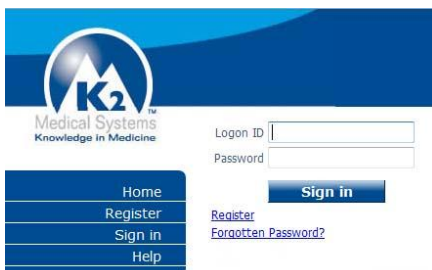 K2
TM
Medical Systems
Knowledge in Medicine
Logon ID
Password
Sign in
Home
Register
Sign in
Help
Register
Forgotten Password?